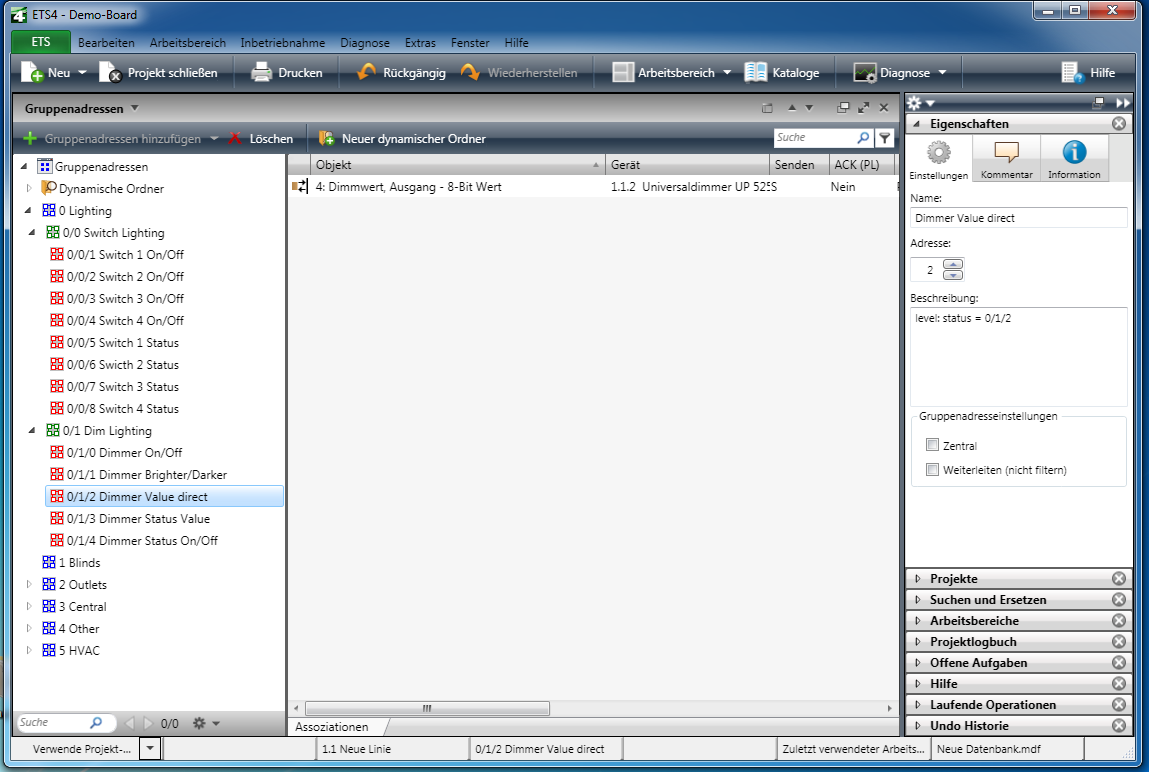 ETS4 - Demo-Board
ETS Bearbeiten Arbeitsbereich Inbetriebnahme Diagnose Extras Fenster Hilfe
Neu Projekt schließen Drucken Rückgängig Wiederherstellen Arbeitsbereich Kataloge Diagnose Hilfe
Gruppenadressen
Gruppenadressen hinzufügen Löschen Neuer dynamischer Ordner Suche
Gruppenadressen
Dynamische Ordner
0 Lighting
0/0 Switch Lighting
0/0/1 Switch 1 On/Off
0/0/2 Switch 2 On/Off
0/0/3 Switch 3 On/Off
0/0/4 Switch 4 On/Off
0/0/5 Switch 1 Status
0/0/6 Swicth 2 Status
0/0/7 Switch 3 Status
0/0/8 Switch 4 Status
0/1 Dim Lighting
0/1/0 Dimmer On/Off
0/1/1 Dimmer Brighter/Darker
0/1/2 Dimmer Value direct
0/1/3 Dimmer Status Value
0/1/4 Dimmer Status On/Off
1 Blinds
2 Outlets
3 Central
4 Other
5 HVAC
Suche 0/0
Objekt Gerät Senden ACK (PL)
4: Dimmwert, Ausgang - 8-Bit Wert 1.1.2 Universaldimmer UP 525 S Nein
Assoziationen
Eigenschaften
Einstellungen Kommentar Information
Name:
Dimmer Value direct
Adresse:
2
Beschreibung:
level: status = 0/1/2
Gruppenadresseinstellungen
Zentral
Weiterleiten (nicht filtern)
Projekte
Suchen und Ersetzen
Arbeitsbereiche
Projektlogbuch
Offene Aufgaben
Hilfe
Laufende Operationen
Undo Historie
Verwende Projekt-... 1.1 Neue Linie 0/1/2 Dimmer Value direct Zuletzt verwendeter Arbeits... Neue Datenbank.mdf